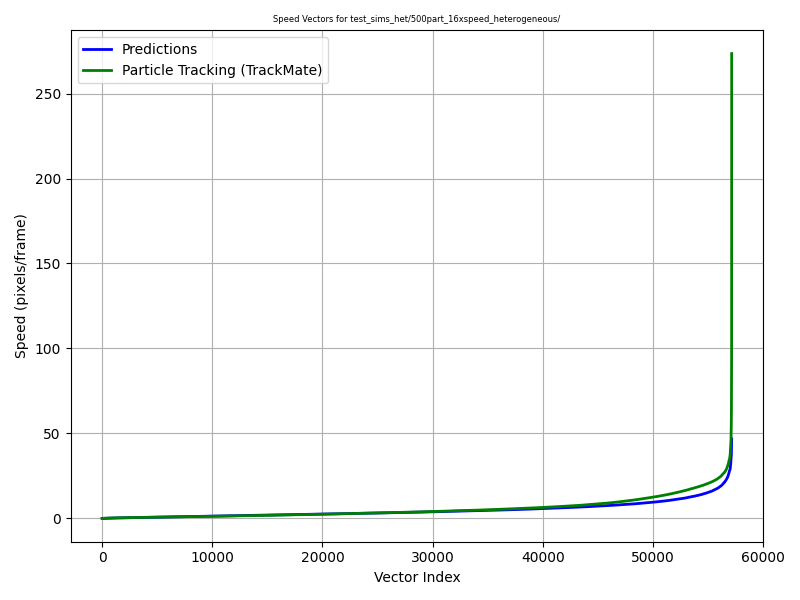 Speed Vectors for test_sims_het/500part_16xspeed_heterogeneous/
Predictions
Particle Tracking (TrackMate)
Speed (pixels/frame)
250
200
150
100
50
0
0 10000 20000 30000 40000 50000 60000
Vector Index